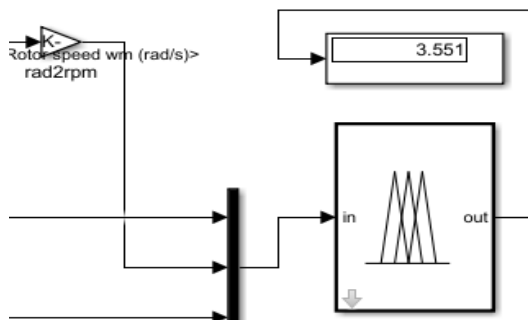 K-
Rotor speed wm (rad/s)>
rad2rpm
3.551
in
out